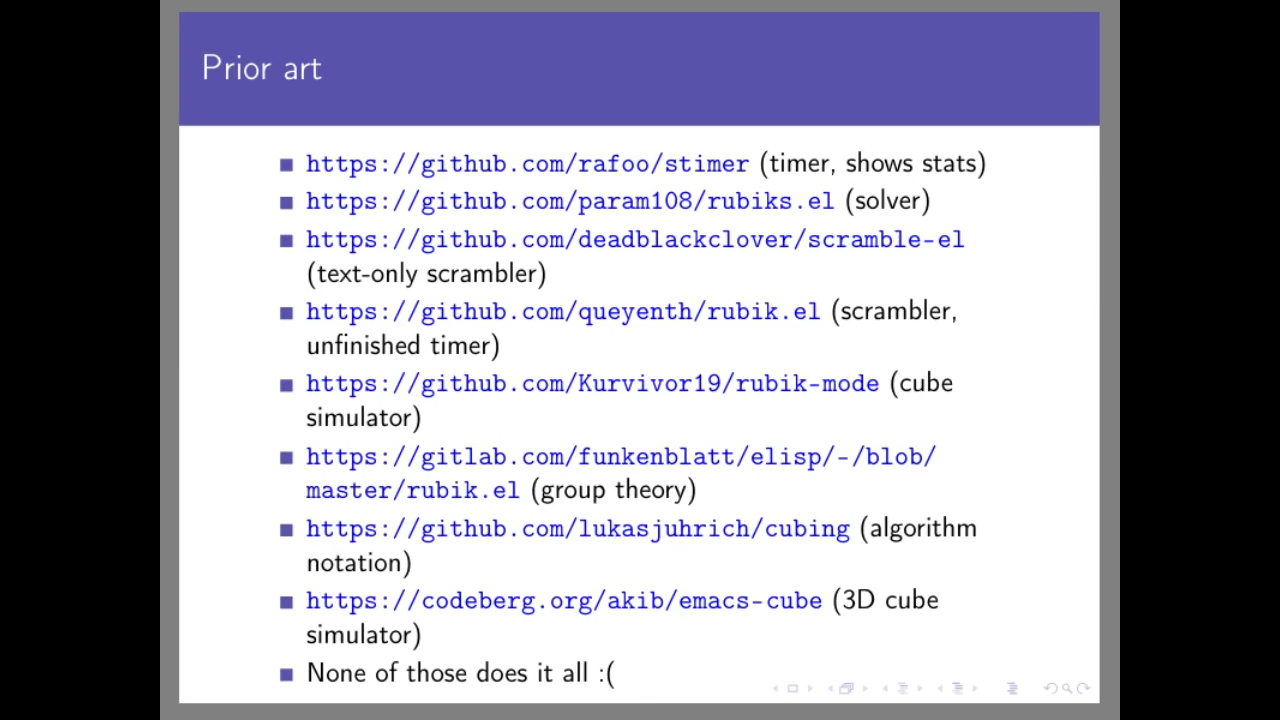 Prior art
https://github.com/rafoo/stimer (timer, shows stats)
https://github.com/param108/rubiks.el (solver)
https://github.com/deadblackclover/scramble-el
(text-only scrambler)
https://github.com/queyenth/rubik.el (scrambler,
unfinished timer)
https://github.com/Kurvivor19/rubik-mode (cube
simulator)
https://gitlab.com/funkenblatt/elisp/-/blob/
master/rubik.el (group theory)
https://github.com/lukasjuhrich/cubing (algorithm
notation)
https://codeberg.org/akib/emacs-cube (3D cube
simulator)
None of those does it all :(